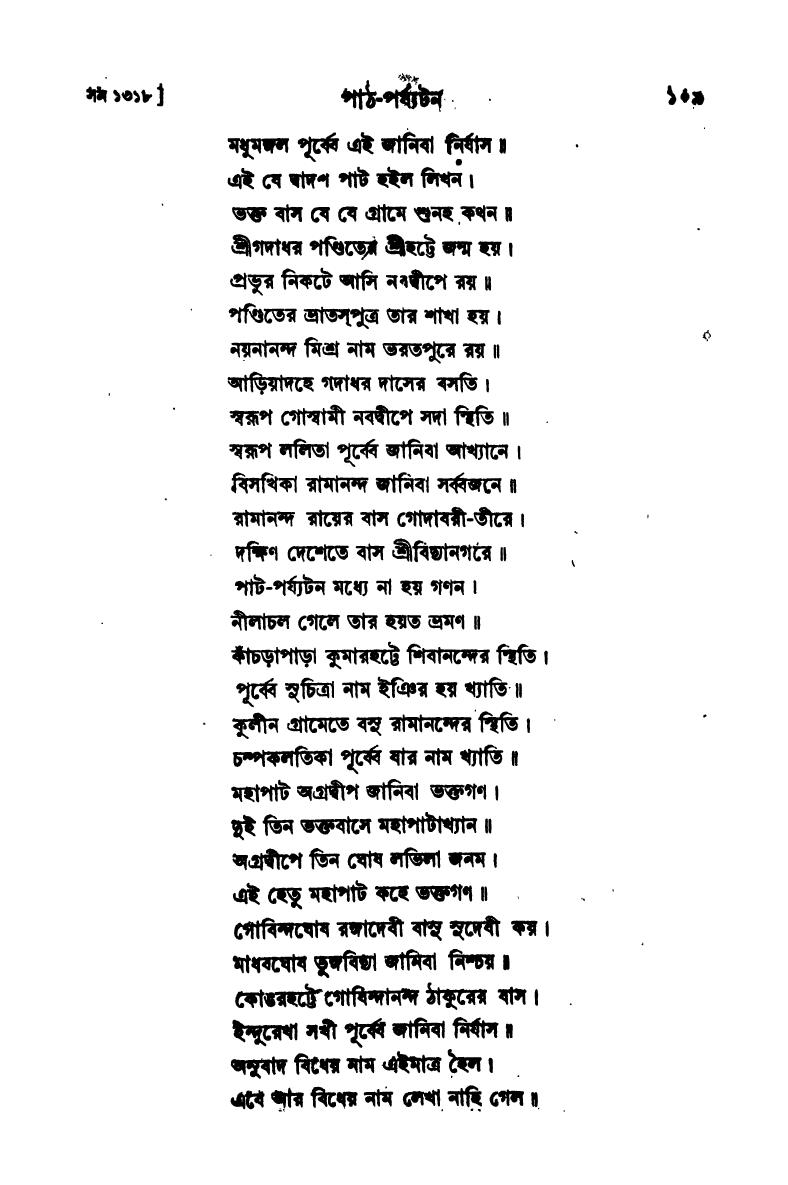 সন ১৩১৮ ] পাঠ-পর্য্যটন ১০৯
মধুমঙ্গল পূর্ব্বে এই জানিবা নির্যাস ॥
এই যে দ্বাদশ পাট হইল লিখন ।
ভক্ত বাস যে যে গ্রামে শুনহ কথন ॥
শ্রীগদাধর পণ্ডিতের শ্রীহট্টে জন্ম হয় ।
প্রভুর নিকটে আসি নবদ্বীপে রয় ॥
পণ্ডিতের ভ্রাতস্পুত্র তার শাখা হয় ।
নয়নানন্দ মিশ্র নাম ভরতপুরে রয় ॥
আড়িয়াদহে গদাধর দাসের বসতি ।
স্বরূপ গোস্বামী নবদ্বীপে সদা স্থিতি ॥
স্বরূপ ললিতা পূর্ব্বে জানিবা আখ্যানে ।
বিসখিকা রামানন্দ জানিবা সর্ব্বজনে ॥
রামানন্দ রায়ের বাস গোদাবরী-তীরে ।
দক্ষিণ দেশেতে বাস শ্রীবিদ্যানগরে ॥
পাট-পর্য্যটন মধ্যে না হয় গণন ।
নীলাচল গেলে তার হয়ত ভ্রমণ ॥
কাঁচড়াপাড়া কুমারহট্টে শিবানন্দের স্থিতি ।
পূর্ব্বে সুচিত্রা নাম ইঞির হয় খ্যাতি ॥
কুলীন গ্রামেতে বসু রামানন্দের স্থিতি ।
চম্পকলতিকা পূর্ব্বে যার নাম খ্যাতি ॥
মহাপাট অগ্রদ্বীপ জানিবা ভক্তগণ ।
দুই তিন ভক্তবাসে মহাপাটাখ্যান ॥
অগ্রদ্বীপে তিন ঘোষ লভিলা জনম ।
এই হেতু মহাপাট কহে ভক্তগণ ॥
গোবিন্দঘোষ রঙ্গদেবী বাসু সুদেবী কয় ।
মাধবঘোষ তুঙ্গবিদ্যা জানিবা নিশ্চয় ॥
কোঙরহট্টে গোবিন্দানন্দ ঠাকুরের বাস ।
ইন্দুরেখা সখী পূর্ব্বে জানিবা নির্যাস ॥
অনুবাদ বিধেয় নাম এইমাত্র হৈল ।
এবে আর বিধেয় নাম লেখা নাহি গেল ॥